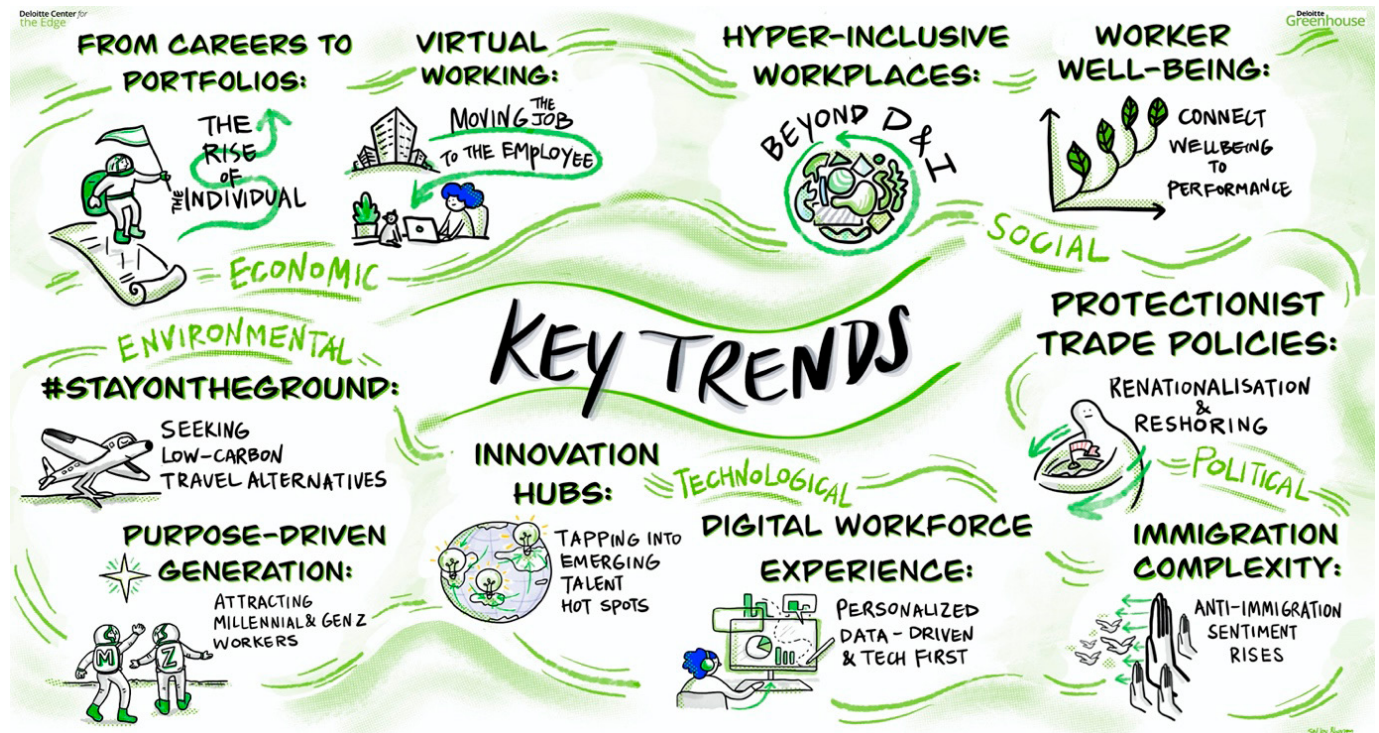 Deloitte Center for
the Edge
Deloitte
Greenhouse
FROM CAREERS TO
PORTFOLIOS:
THE
RISE
OF
THE INDIVIDUAL
VIRTUAL
WORKING:
MOVING THE JOB
TO THE EMPLOYEE
ECONOMIC
HYPER-INCLUSIVE
WORKPLACES:
BEYOND D & I
WORKER
WELL-BEING:
CONNECT
WELLBEING
TO
PERFORMANCE
SOCIAL
KEY TRENDS
ENVIRONMENTAL
#STAYONTHEGROUND:
SEEKING
LOW-CARBON
TRAVEL ALTERNATIVES
PURPOSE-DRIVEN
GENERATION:
ATTRACTING
MILLENNIAL & GEN Z
WORKERS
M
Z
INNOVATION
HUBS:
TAPPING INTO
EMERGING
TALENT
HOT SPOTS
TECHNOLOGICAL
DIGITAL WORKFORCE
EXPERIENCE:
PERSONALIZED
DATA-DRIVEN
& TECH FIRST
PROTECTIONIST
TRADE POLICIES:
RENATIONALISATION
&
RESHORING
POLITICAL
IMMIGRATION
COMPLEXITY:
ANTI-IMMIGRATION
SENTIMENT
RISES